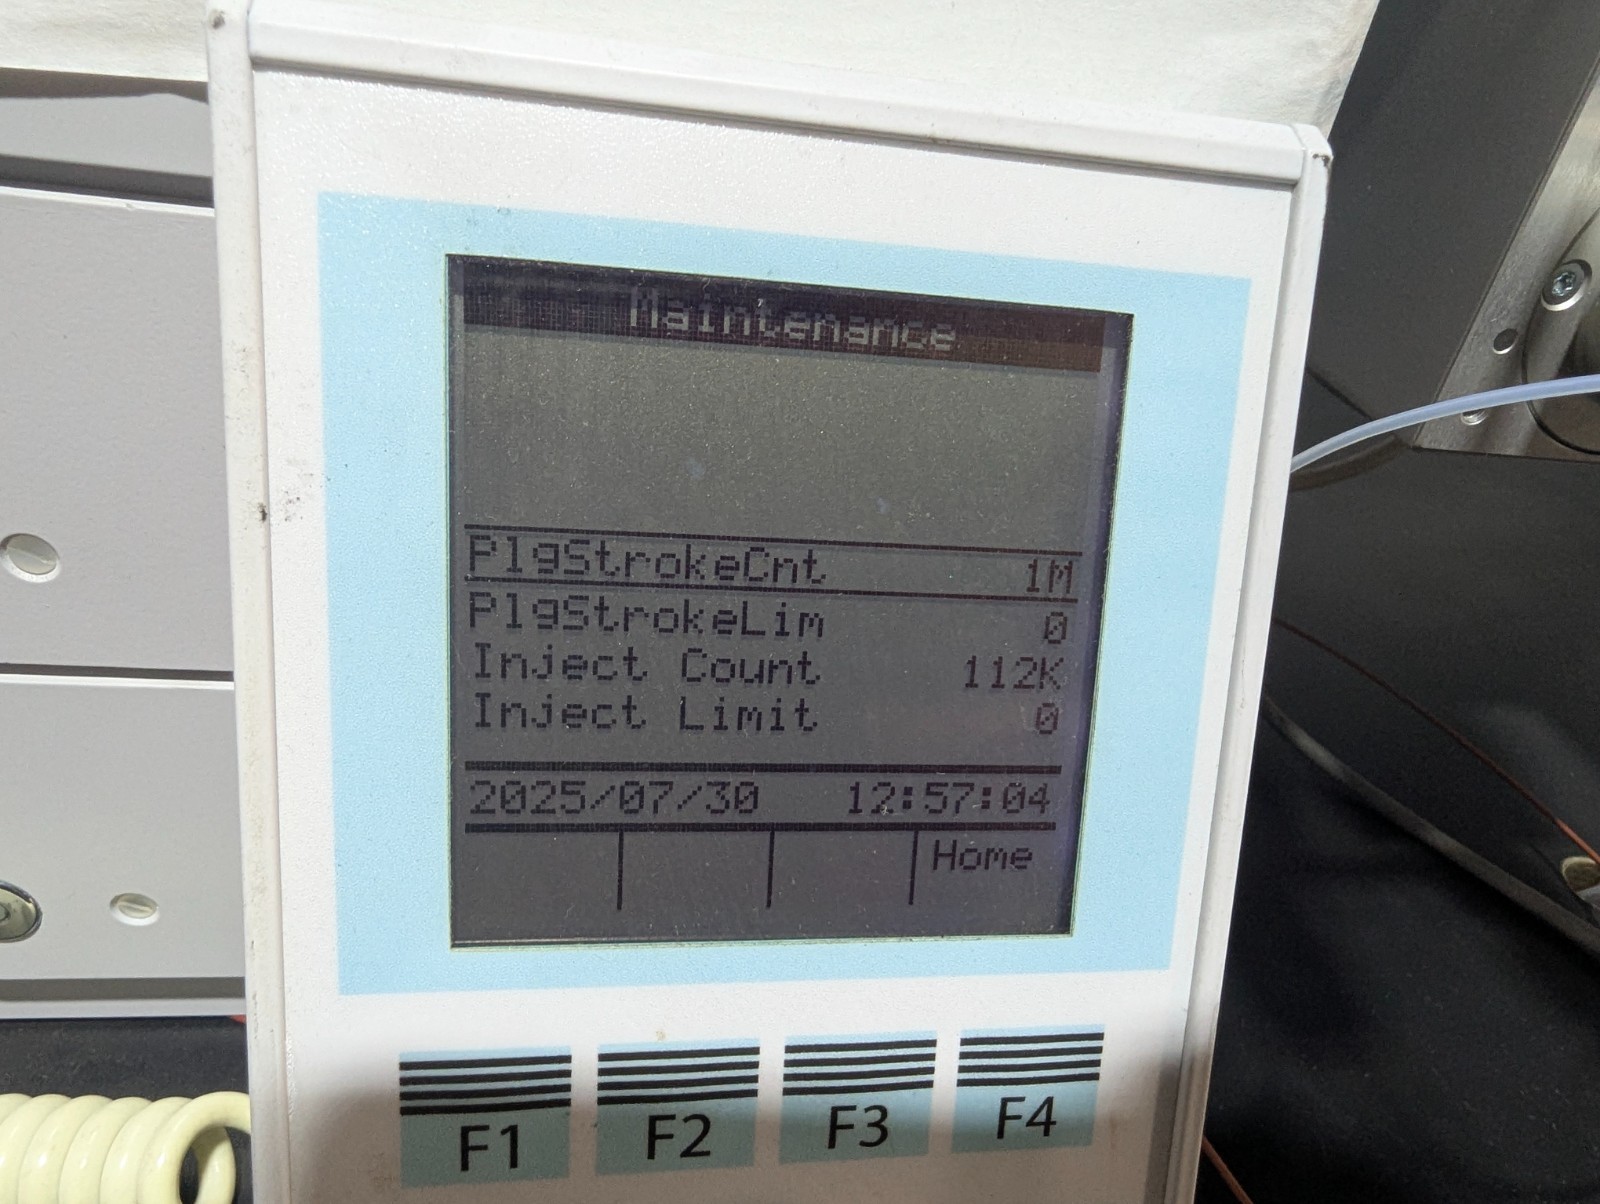 Maintenance
PlgStrokeCnt 1M
PlgStrokeLim 0
Inject Count 112K
Inject Limit 0
2025/07/30 12:57:04
Home
F1 F2 F3 F4